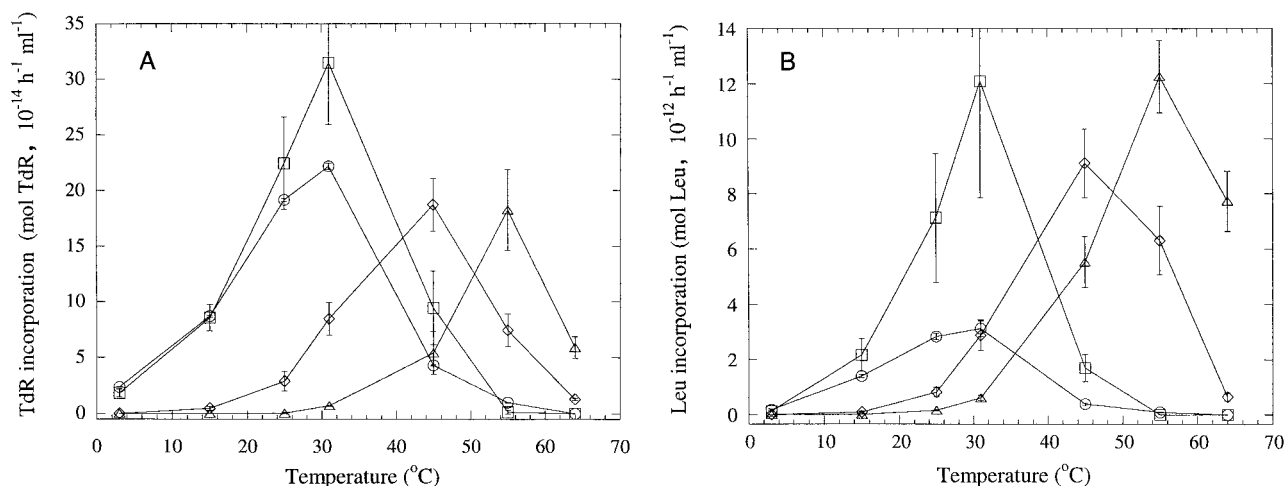 A
TdR incorporation (mol TdR, 10⁻¹⁴ h⁻¹ ml⁻¹)
35
30
25
20
15
10
5
0
0 10 20 30 40 50 60 70
Temperature (°C)
B
Leu incorporation (mol Leu, 10⁻¹² h⁻¹ ml⁻¹)
14
12
10
8
6
4
2
0
0 10 20 30 40 50 60 70
Temperature (°C)